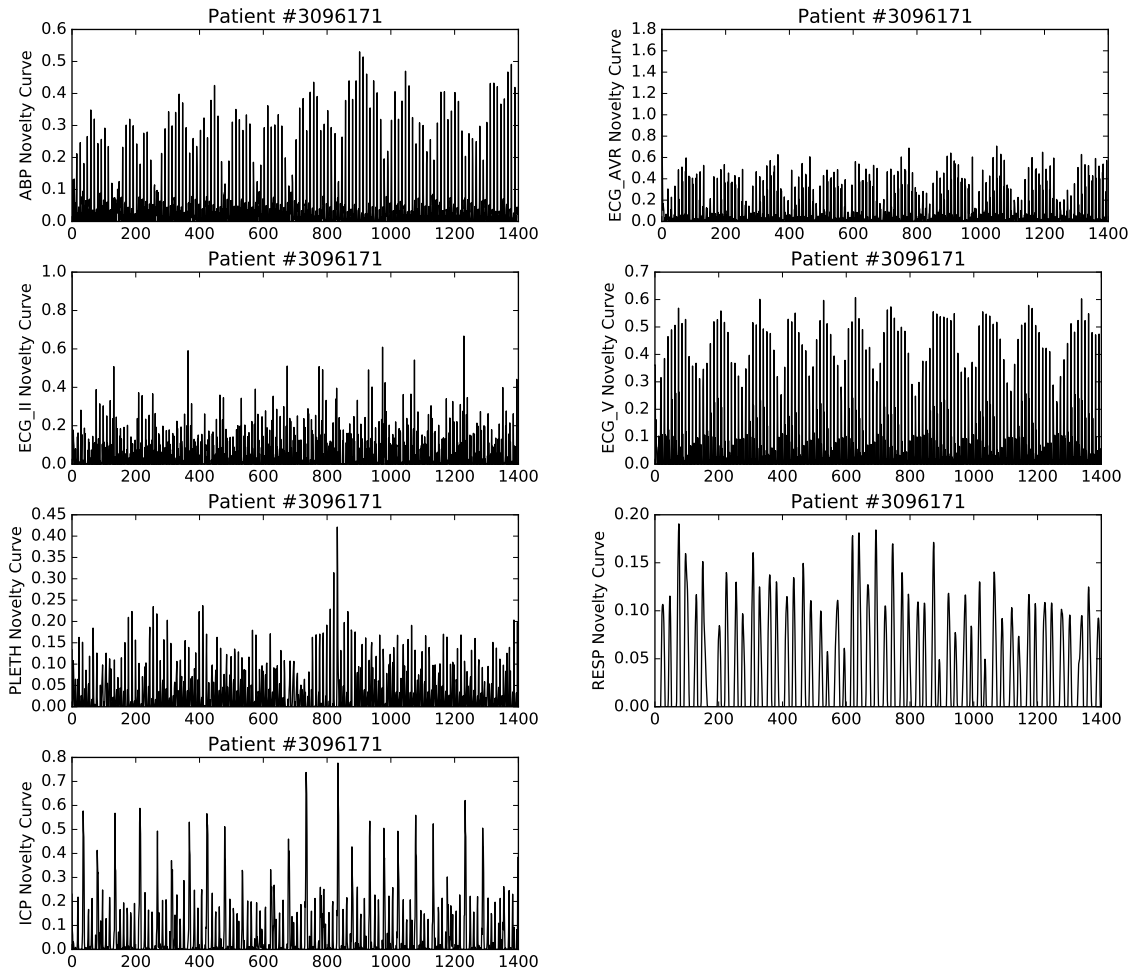 Patient #3096171
ABP Novelty Curve
0.6
0.5
0.4
0.3
0.2
0.1
0.0
0 200 400 600 800 1000 1200 1400
Patient #3096171
ECG_AVR Novelty Curve
1.8
1.6
1.4
1.2
1.0
0.8
0.6
0.4
0.2
0.0
0 200 400 600 800 1000 1200 1400
Patient #3096171
ECG_II Novelty Curve
1.0
0.8
0.6
0.4
0.2
0.0
0 200 400 600 800 1000 1200 1400
Patient #3096171
ECG_V Novelty Curve
0.7
0.6
0.5
0.4
0.3
0.2
0.1
0.0
0 200 400 600 800 1000 1200 1400
Patient #3096171
PLETH Novelty Curve
0.45
0.40
0.35
0.30
0.25
0.20
0.15
0.10
0.05
0.00
0 200 400 600 800 1000 1200 1400
Patient #3096171
RESP Novelty Curve
0.20
0.15
0.10
0.05
0.00
0 200 400 600 800 1000 1200 1400
Patient #3096171
ICP Novelty Curve
0.8
0.7
0.6
0.5
0.4
0.3
0.2
0.1
0.0
0 200 400 600 800 1000 1200 1400